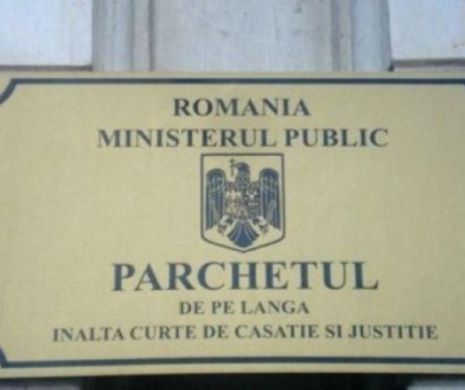 ROMANIA
MINISTERUL PUBLIC
PARCHETUL
DE PE LANGA
INALTA CURTE DE CASATIE SI JUSTITIE